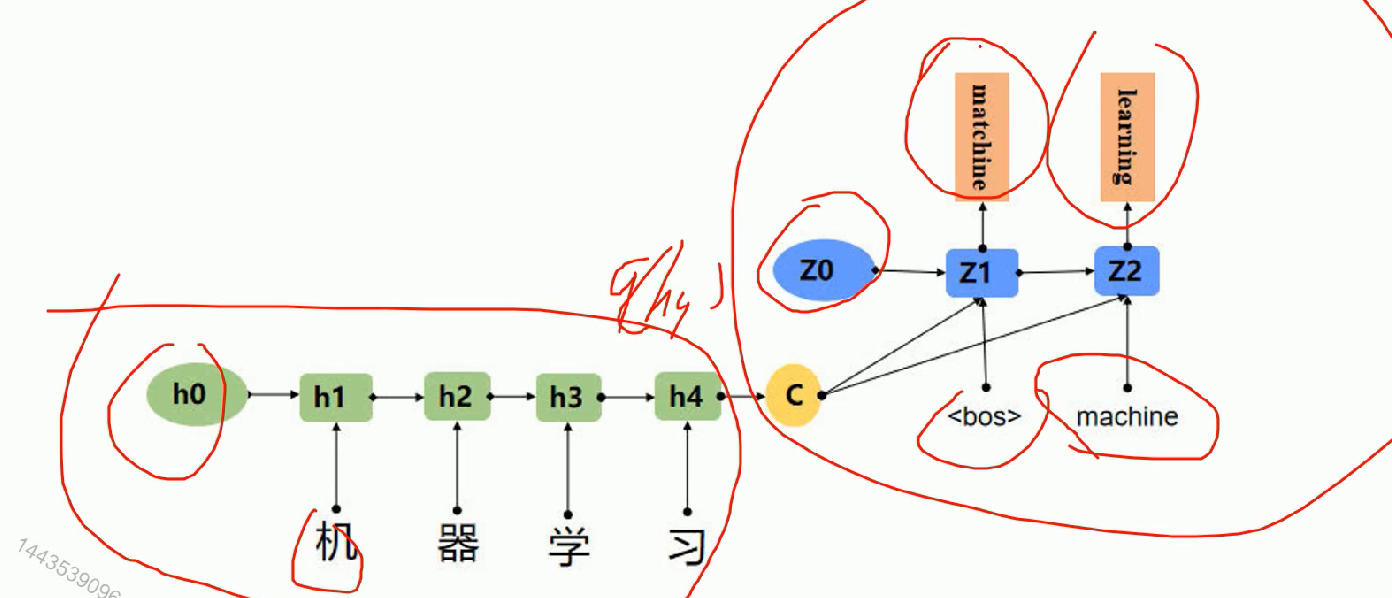 matchine
learning
Z0
Z1
Z2
h0
h1
h2
h3
h4
C
<bos>
machine
机
器
学
习
1443539096